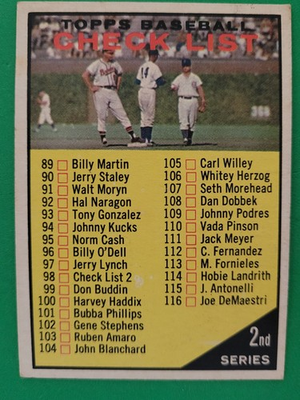 TOPPS BASEBALL
CHECK LIST
14
368
89 Billy Martin
90 Jerry Staley
91 Walt Moryn
92 Hal Naragon
93 Tony Gonzalez
94 Johnny Kucks
95 Norm Cash
96 Billy O'Dell
97 Jerry Lynch
98 Check List 2
99 Don Buddin
100 Harvey Haddix
101 Bubba Phillips
102 Gene Stephens
103 Ruben Amaro
104 John Blanchard
105 Carl Willey
106 Whitey Herzog
107 Seth Morehead
108 Dan Dobbek
109 Johnny Podres
110 Vada Pinson
111 Jack Meyer
112 C. Fernandez
113 M. Fornieles
114 Hobie Landrith
115 J. Antonelli
116 Joe DeMaestri
2nd
SERIES